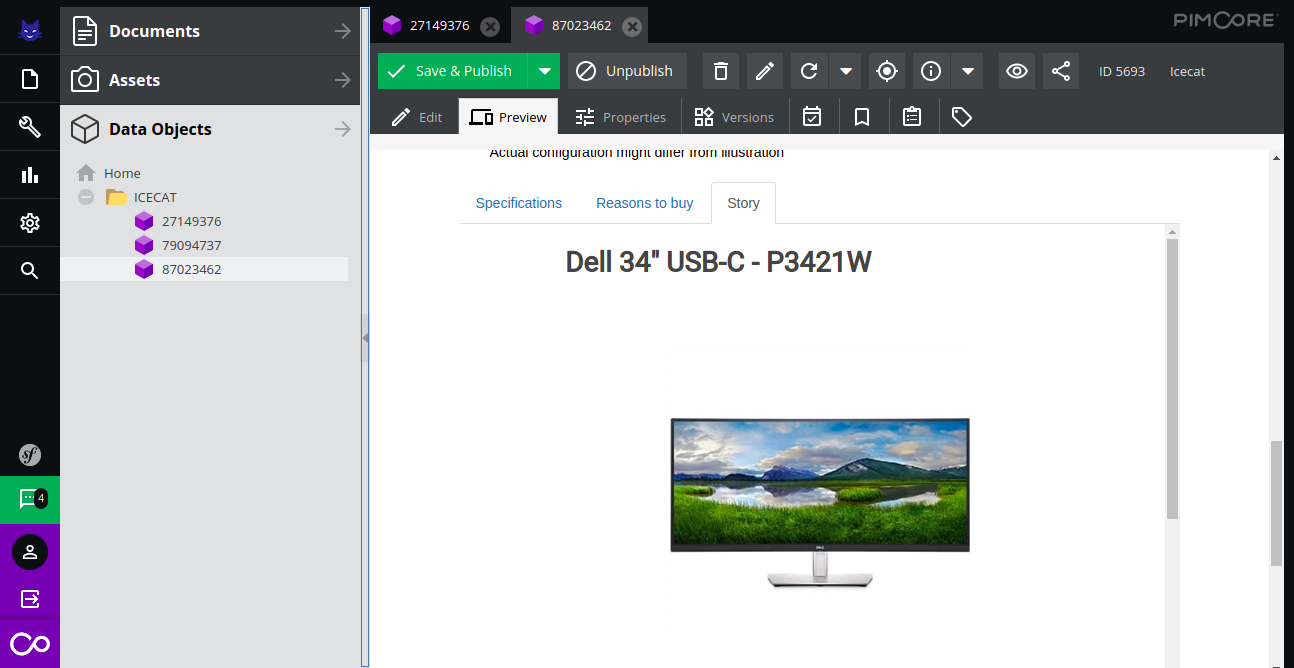 Documents
Assets
Data Objects
Home
ICECAT
27149376
79094737
87023462
sf
4
27149376
87023462
PIMCORE
Save & Publish
Unpublish
ID 5693
Icecat
Edit
Preview
Properties
Versions
Actual configuration might differ from illustration
Specifications
Reasons to buy
Story
Dell 34" USB-C - P3421W
DELL